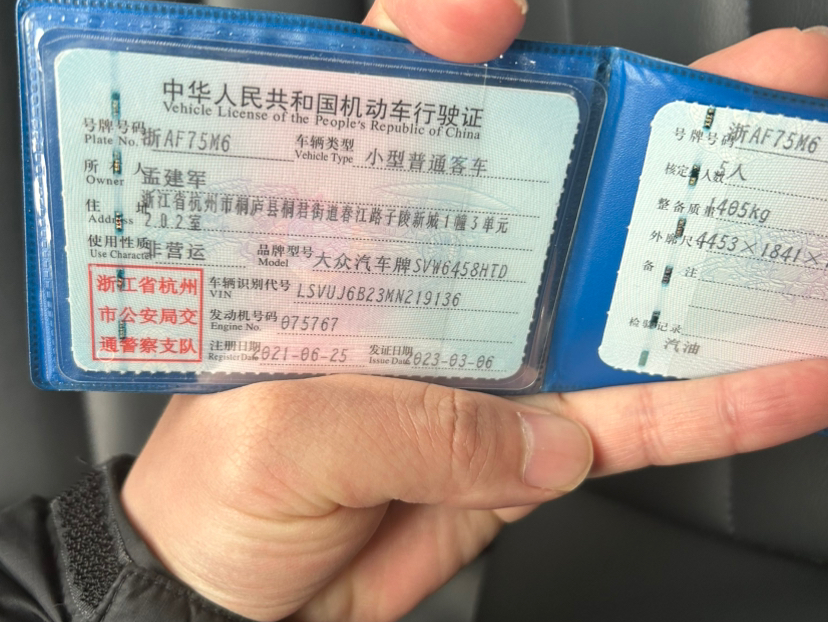 中华人民共和国机动车行驶证
Vehicle License of the People's Republic of China
号牌号码 浙AF75M6 车辆类型 小型普通客车
Plate No. Vehicle Type
所有人 孟建军
Owner
住址 浙江省杭州市桐庐县桐君街道春江路子陵新城1幢3单元
Address 202室
使用性质 非营运 品牌型号 大众汽车牌SVW6458HTD
Use Character Model
浙江省杭州
市公安局交
通警察支队
车辆识别代号 LSVUJ6B23MN219136
VIN
发动机号码 075767
Engine No.
注册日期 2021-06-25 发证日期 2023-03-06
Register Date Issue Date
号牌号码 浙AF75M6
核定载人数 5人
整备质量 1405kg
外廓尺寸 4453×1841×
备注
检验记录
汽油